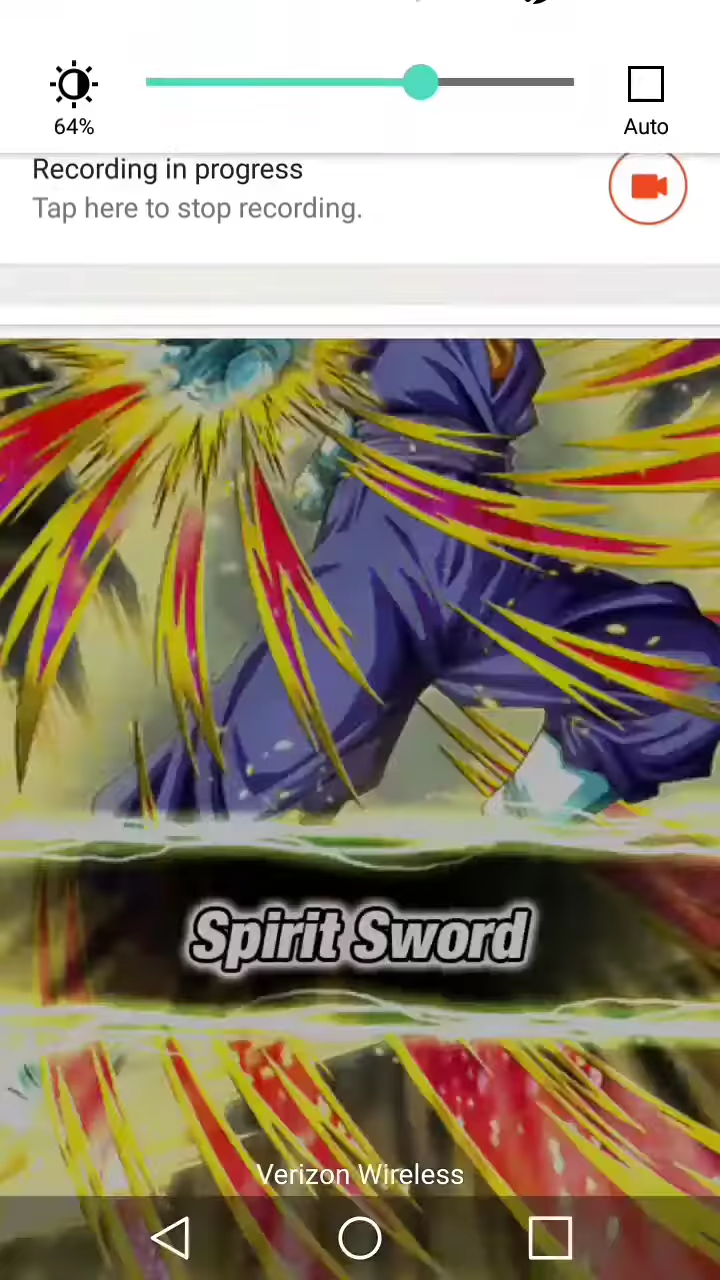 64%
Auto
Recording in progress
Tap here to stop recording.
Spirit Sword
Verizon Wireless